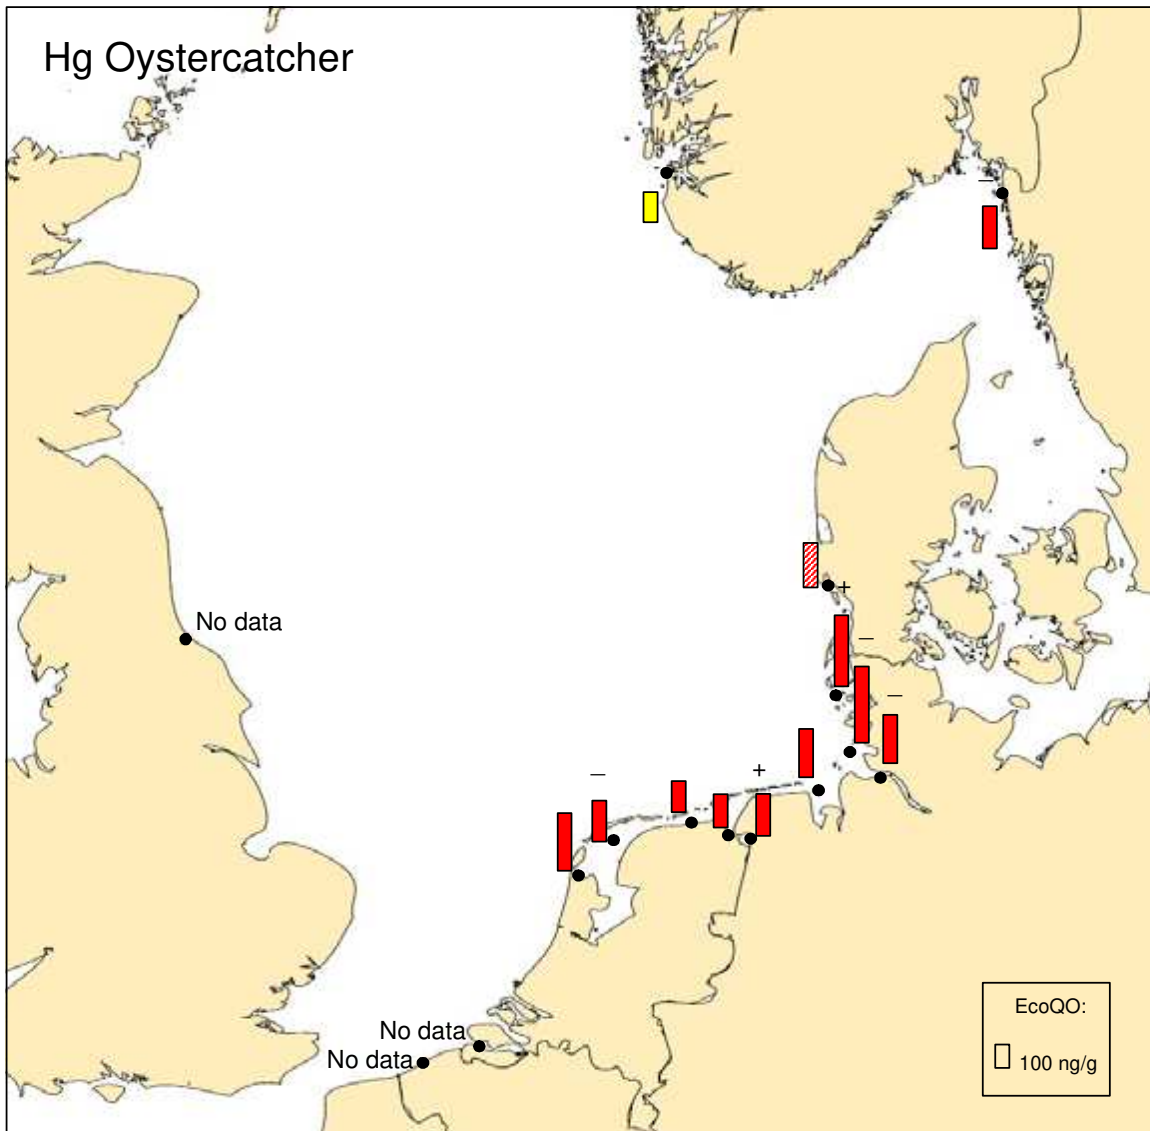 Hg Oystercatcher
–
+
–
No data
–
+
–
No data
No data
EcoQO:
100 ng/g